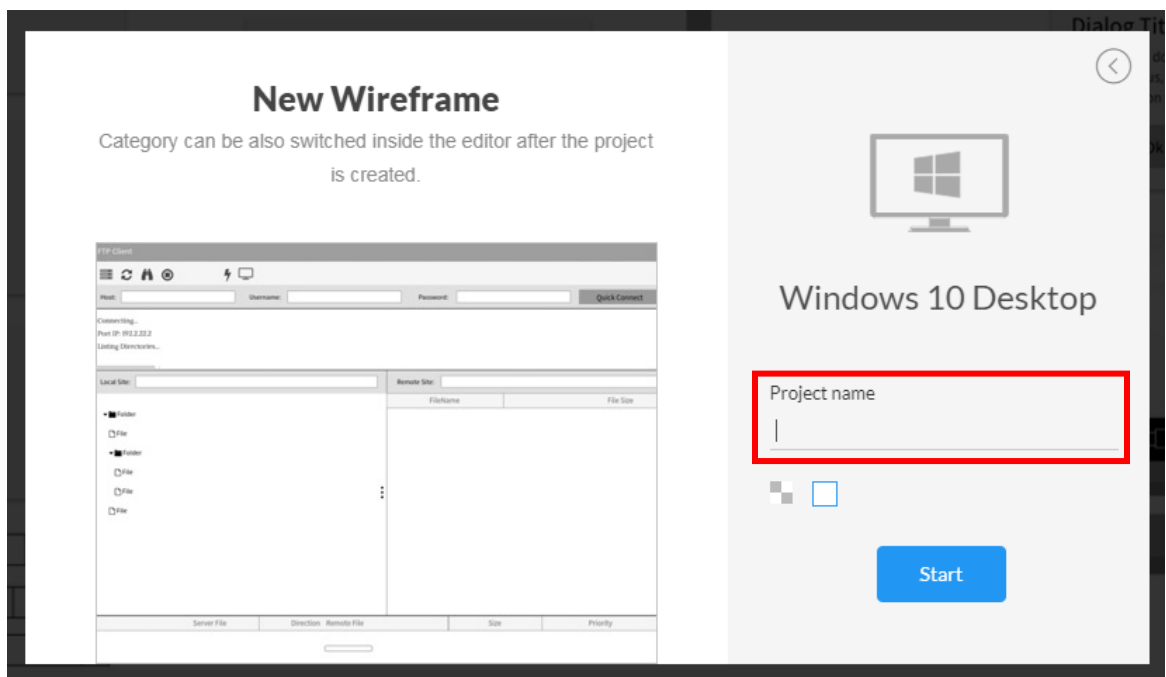 Dialog Tit
New Wireframe
Category can be also switched inside the editor after the project
is created.
FTP Client
Host:
Username:
Password:
Quick Connect
Connecting...
Port IP: 192.2.22.2
Listing Directories...
Local Site:
Remote Site:
FileName
File Size
Folder
File
Folder
File
File
File
Server File
Direction
Remote File
Size
Priority
Windows 10 Desktop
Project name
Start